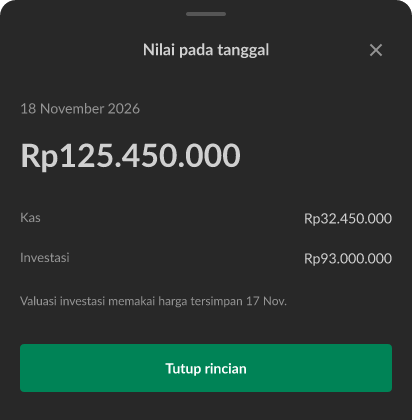 Nilai pada tanggal
18 November 2026
Rp125.450.000
Kas Rp32.450.000
Investasi Rp93.000.000
Valuasi investasi memakai harga tersimpan 17 Nov.
Tutup rincian